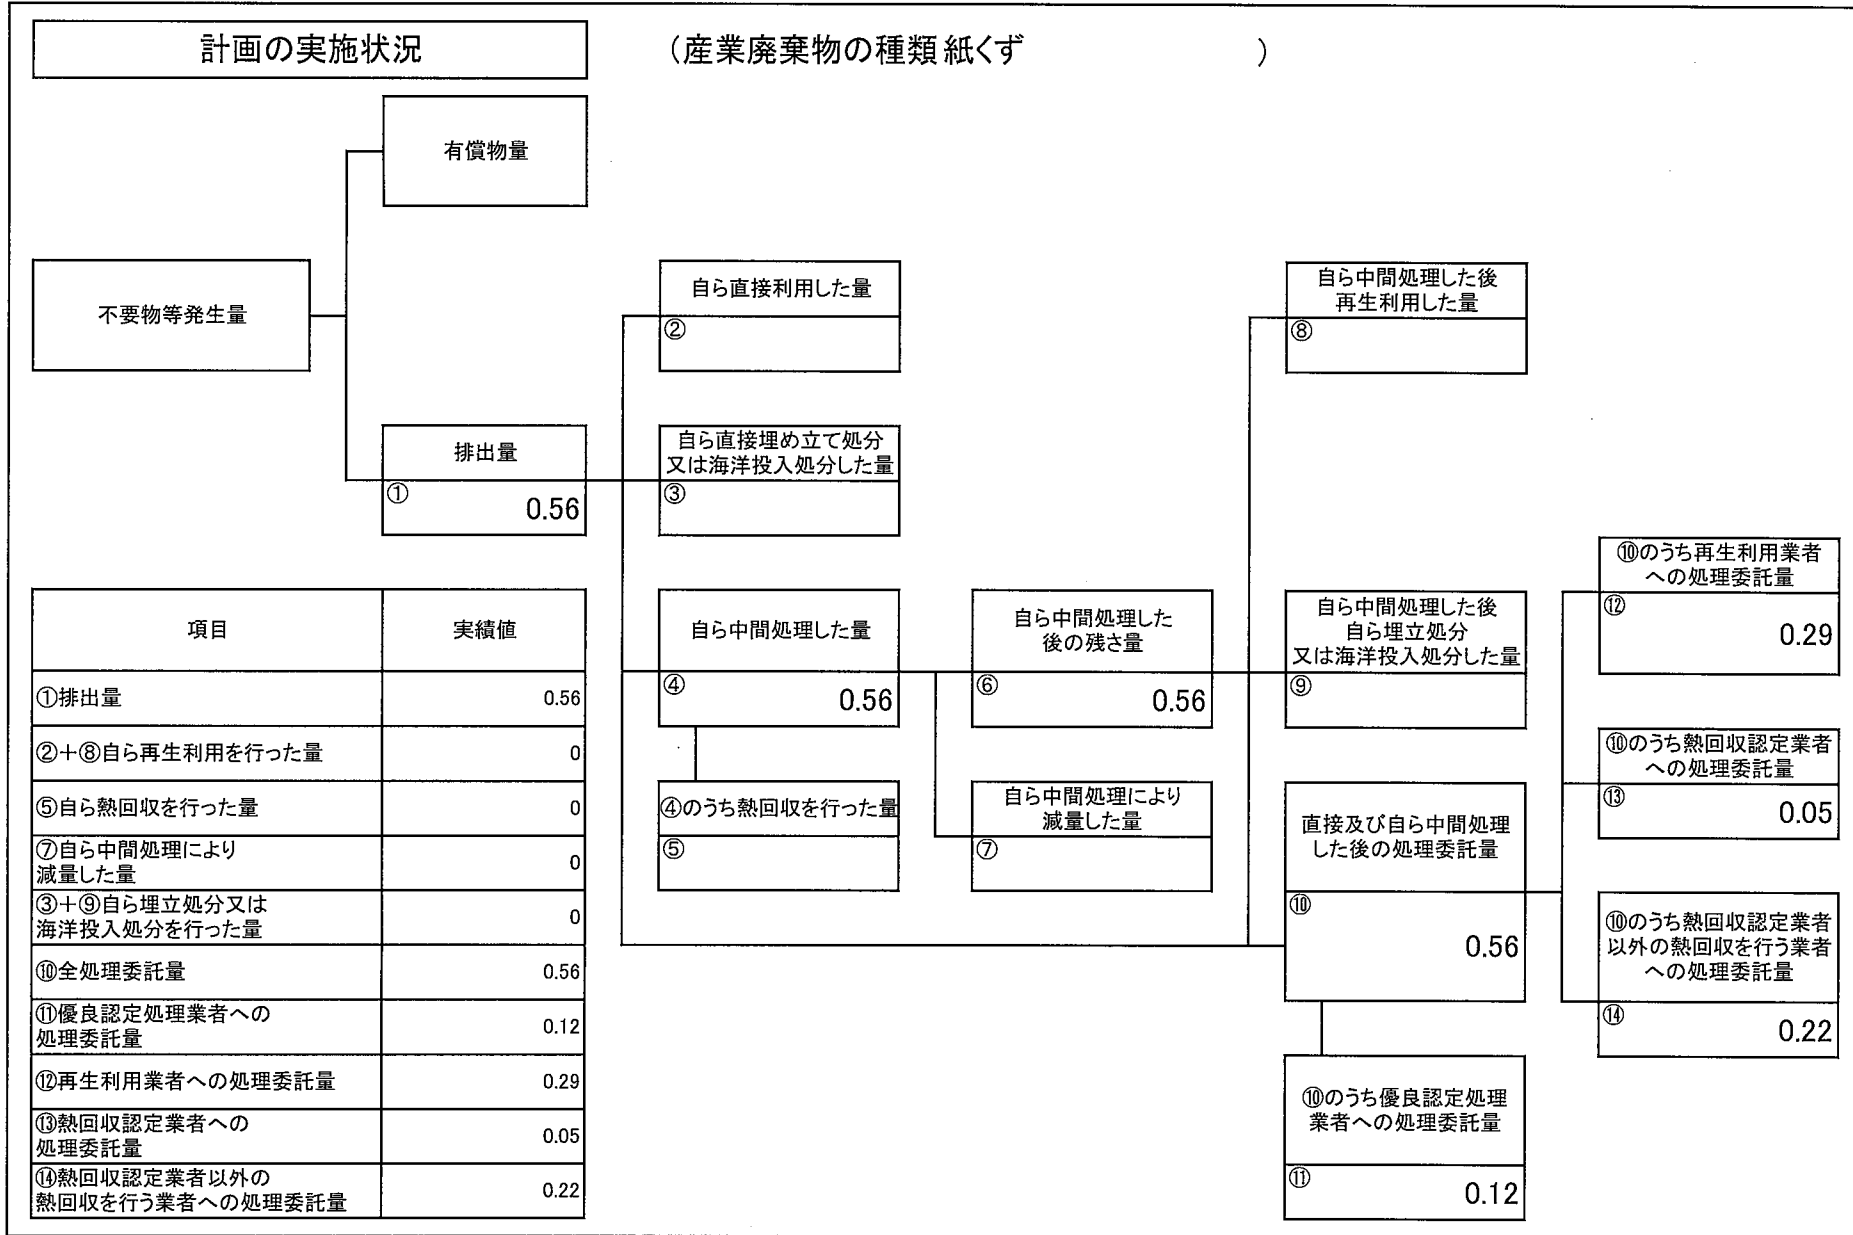 計画の実施状況
（産業廃棄物の種類 紙くず　　　）
有償物量
不要物等発生量
排出量
①
0.56
自ら直接利用した量
②
自ら直接埋め立て処分
又は海洋投入処分した量
③
自ら中間処理した量
④
0.56
④のうち熱回収を行った量
⑤
自ら中間処理した
後の残さ量
⑥
0.56
自ら中間処理により
減量した量
⑦
自ら中間処理した後
再生利用した量
⑧
自ら中間処理した後
自ら埋立処分
又は海洋投入処分した量
⑨
直接及び自ら中間処理
した後の処理委託量
⑩
0.56
⑩のうち優良認定処理
業者への処理委託量
⑪
0.12
⑩のうち再生利用業者
への処理委託量
⑫
0.29
⑩のうち熱回収認定業者
への処理委託量
⑬
0.05
⑩のうち熱回収認定業者
以外の熱回収を行う業者
への処理委託量
⑭
0.22
項目 実績値
①排出量 0.56
②＋⑧自ら再生利用を行った量 0
⑤自ら熱回収を行った量 0
⑦自ら中間処理により
減量した量 0
③＋⑨自ら埋立処分又は
海洋投入処分を行った量 0
⑩全処理委託量 0.56
⑪優良認定処理業者への
処理委託量 0.12
⑫再生利用業者への処理委託量 0.29
⑬熱回収認定業者への
処理委託量 0.05
⑭熱回収認定業者以外の
熱回収を行う業者への処理委託量 0.22